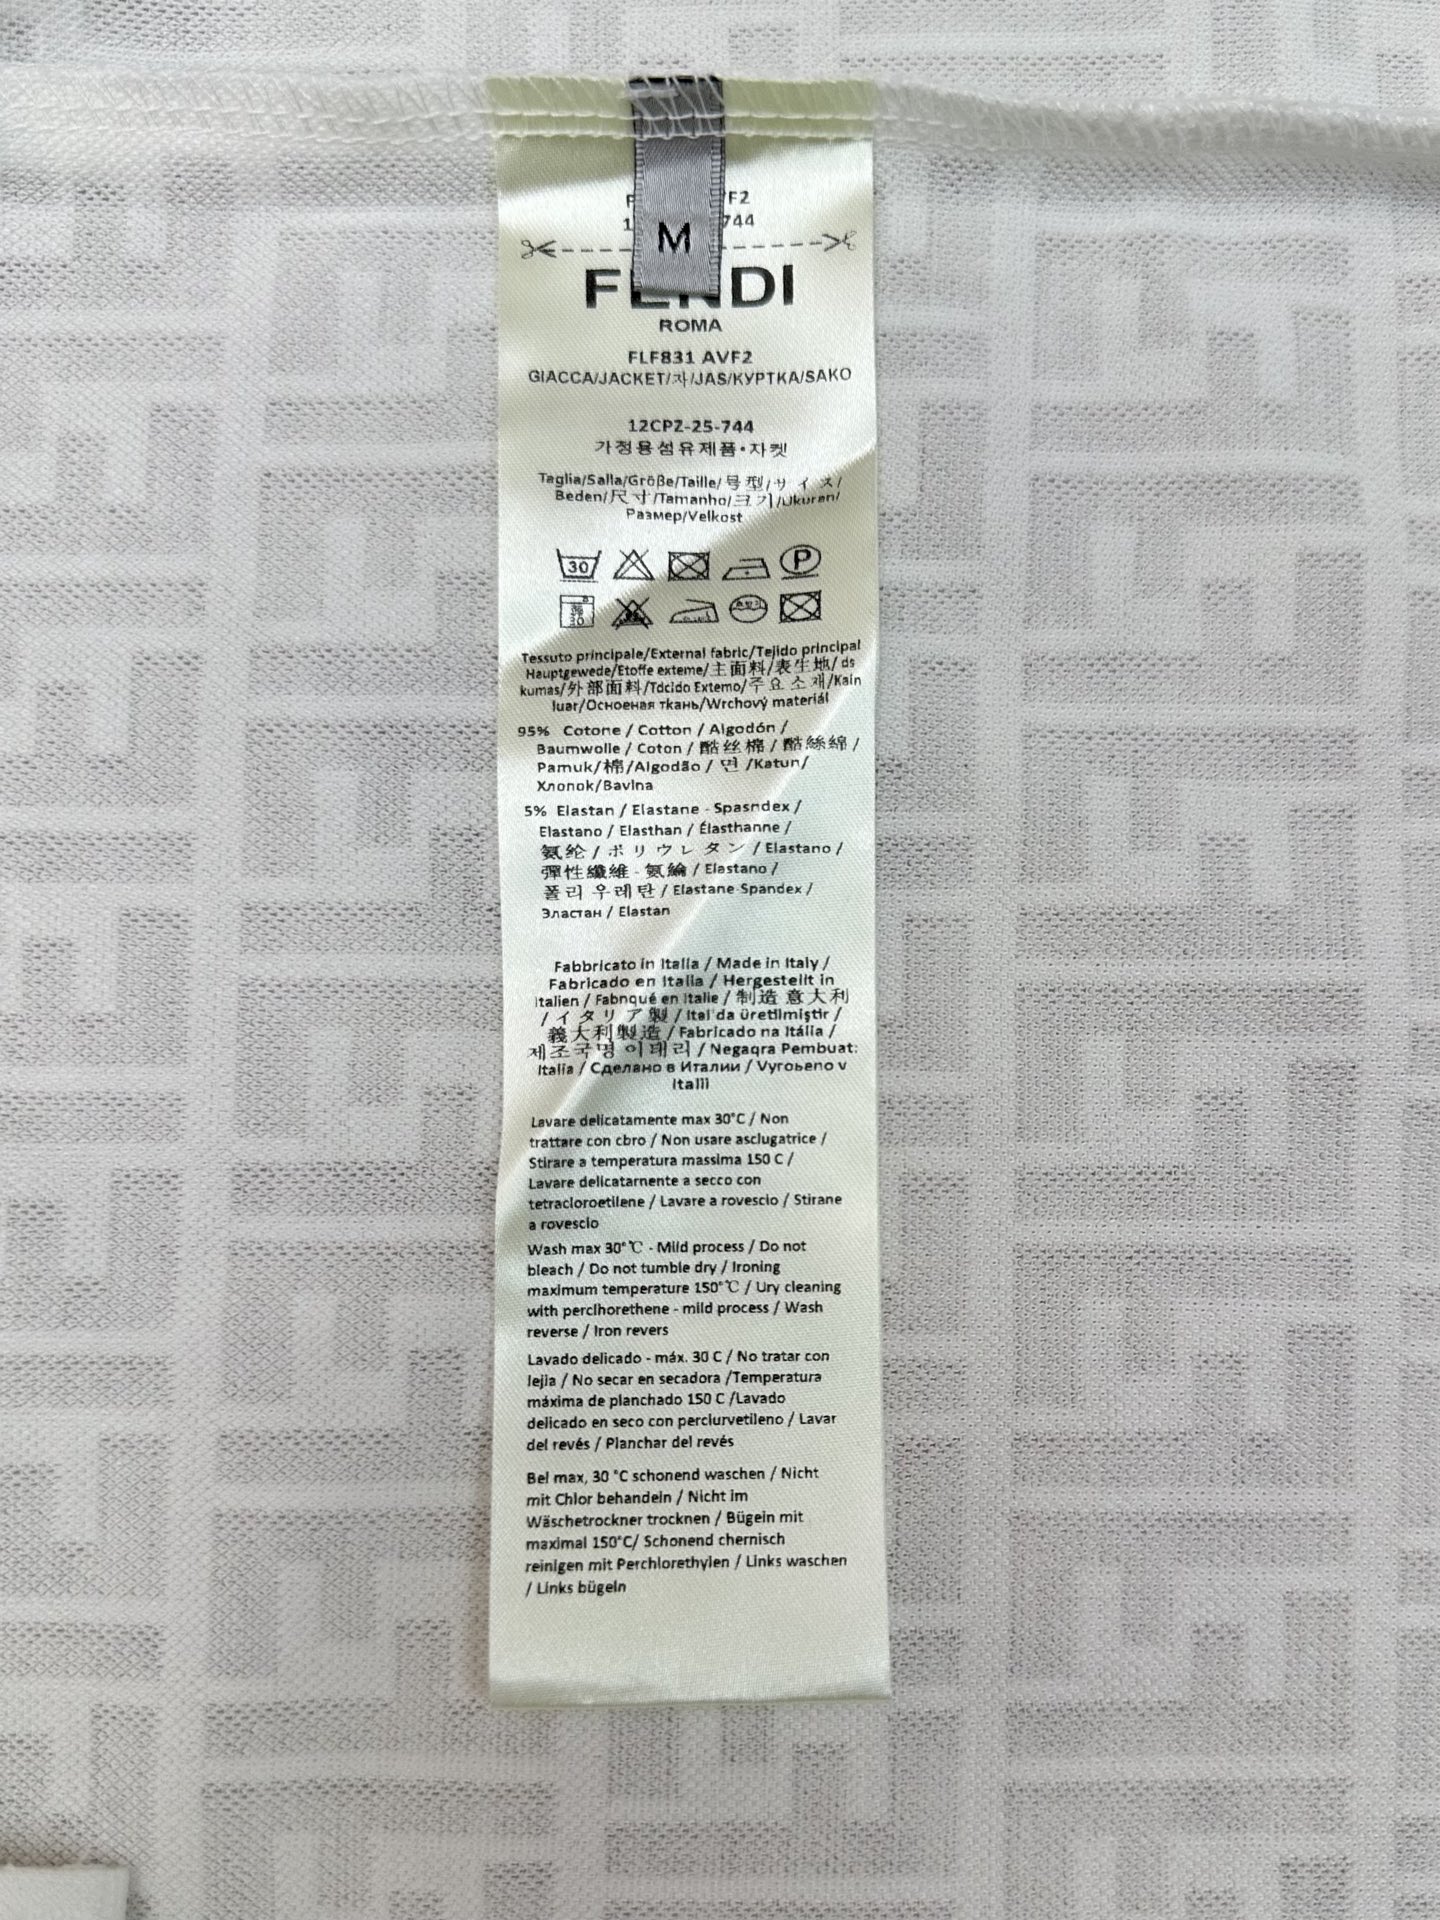 M
FENDI
ROMA
FLF831 AVF2
GIACCA/JACKET/자/JAS/КУРТКА/SAKO
12CPZ-25-744
가정용섬유제품·자켓
Taglia/Salla/Größe/Taille/号型/サイズ/
Beden/尺寸/Tamanho/크기/Ukuran/
Размер/Velkost
30
P
30
Tessuto principale/External fabric/Tejido principal
Hauptgewede/Etoffe exteme/主面料/表生地/ds
kumas/外部面料/Tdcido Extemo/주요소재/Kain
luar/Осноеная ткань/Wrchový materiál
95% Cotone / Cotton / Algodón /
Baumwolle / Coton / 酷丝棉 / 酷絲綿 /
Pamuk/棉/Algodão / 면 /Katun/
Хлопок/Bavlna
5% Elastan / Elastane - Spasndex /
Elastano / Elasthan / Élasthanne /
氨纶 / ポリウレタン / Elastano /
彈性纖維 - 氨綸 / Elastano /
폴리우레탄 / Elastane-Spandex /
Эластан / Elastan
Fabbricato in Italia / Made in Italy /
Fabricado en Italia / Hergestellt in
Italien / Fabnqué en Italie / 制造意大利
/ イタリア製 / Ital'da üretilmiştir /
義大利製造 / Fabricado na Itália /
제조국명 이태리 / Negaqra Pembuat:
Italia / Сделано в Италии / Vyroъeno v
Italii
Lavare delicatamente max 30°C / Non
trattare con cbro / Non usare asclugatrice /
Stirare a temperatura massima 150 C /
Lavare delicatarnente a secco con
tetracloroetilene / Lavare a rovescio / Stirane
a rovescio
Wash max 30°℃ - Mild process / Do not
bleach / Do not tumble dry / Ironing
maximum temperature 150°℃ / Ury cleaning
with perclhorethene - mild process / Wash
reverse / Iron revers
Lavado delicado - máx. 30 C / No tratar con
lejla / No secar en secadora /Temperatura
máxima de planchado 150 C /Lavado
delicado en seco con perciurvetileno / Lavar
del revés / Planchar del revés
Bel max, 30 °C schonend waschen / Nicht
mit Chlor behandeln / Nicht im
Wäschetrockner trocknen / Bügeln mit
maximal 150°C/ Schonend chernisch
reinigen mit Perchlorethylen / Links waschen
/ Links bügeln